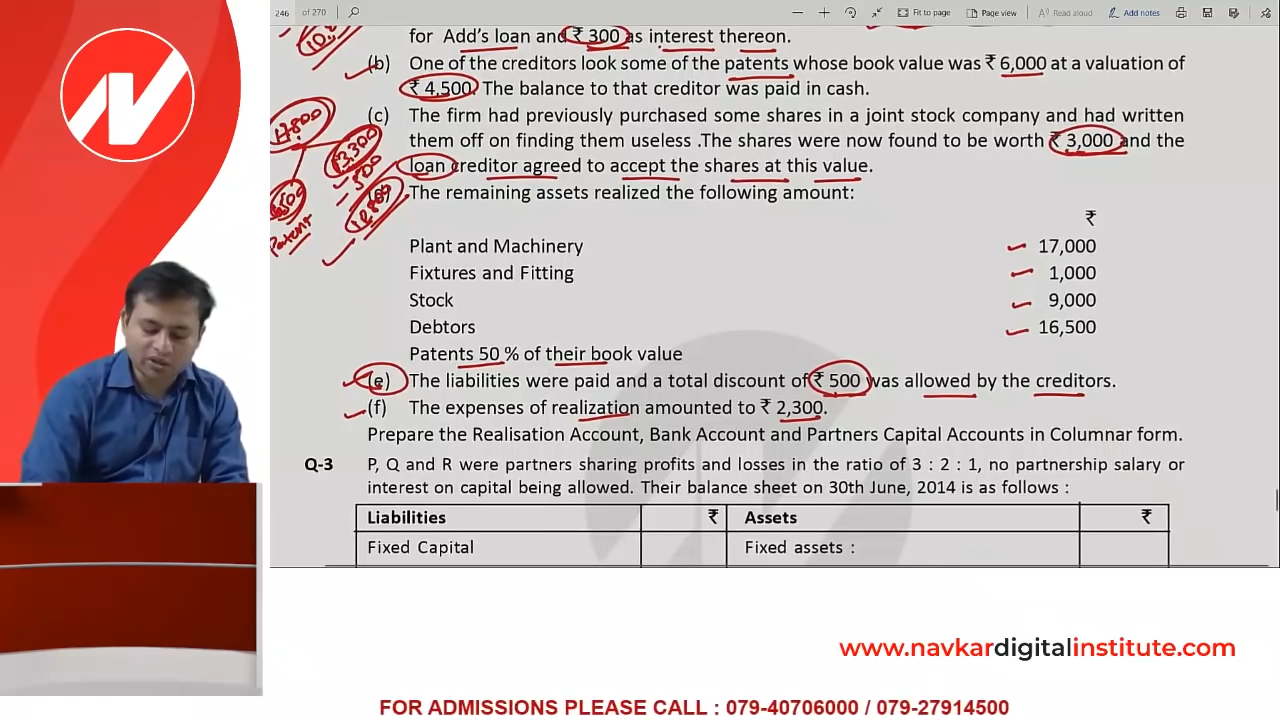 246 of 270 Fit to page Page view Read aloud Add notes
for Add's loan and ₹ 300 as interest thereon.
(b) One of the creditors look some of the patents whose book value was ₹ 6,000 at a valuation of
₹ 4,500. The balance to that creditor was paid in cash.
(c) The firm had previously purchased some shares in a joint stock company and had written
them off on finding them useless .The shares were now found to be worth ₹ 3,000 and the
loan creditor agreed to accept the shares at this value.
The remaining assets realized the following amount:
₹
Plant and Machinery 17,000
Fixtures and Fitting 1,000
Stock 9,000
Debtors 16,500
Patents 50 % of their book value
(e) The liabilities were paid and a total discount of ₹ 500 was allowed by the creditors.
(f) The expenses of realization amounted to ₹ 2,300.
Prepare the Realisation Account, Bank Account and Partners Capital Accounts in Columnar form.
Q-3 P, Q and R were partners sharing profits and losses in the ratio of 3 : 2 : 1, no partnership salary or
interest on capital being allowed. Their balance sheet on 30th June, 2014 is as follows :
Liabilities ₹ Assets ₹
Fixed Capital Fixed assets :
17800
13,300
500
Patent
www.navkardigitalinstitute.com
FOR ADMISSIONS PLEASE CALL : 079-40706000 / 079-27914500